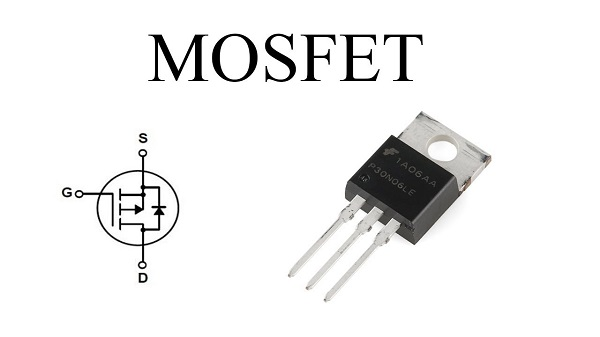 MOSFET
S
G
D
1A06AA
P30N06LE